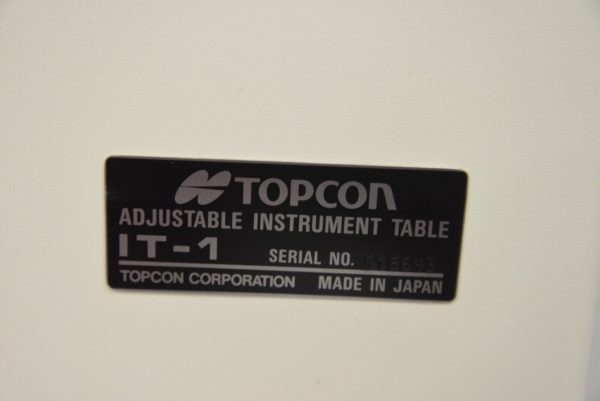 TOPCON
ADJUSTABLE INSTRUMENT TABLE
IT-1 SERIAL NO.
TOPCON CORPORATION MADE IN JAPAN